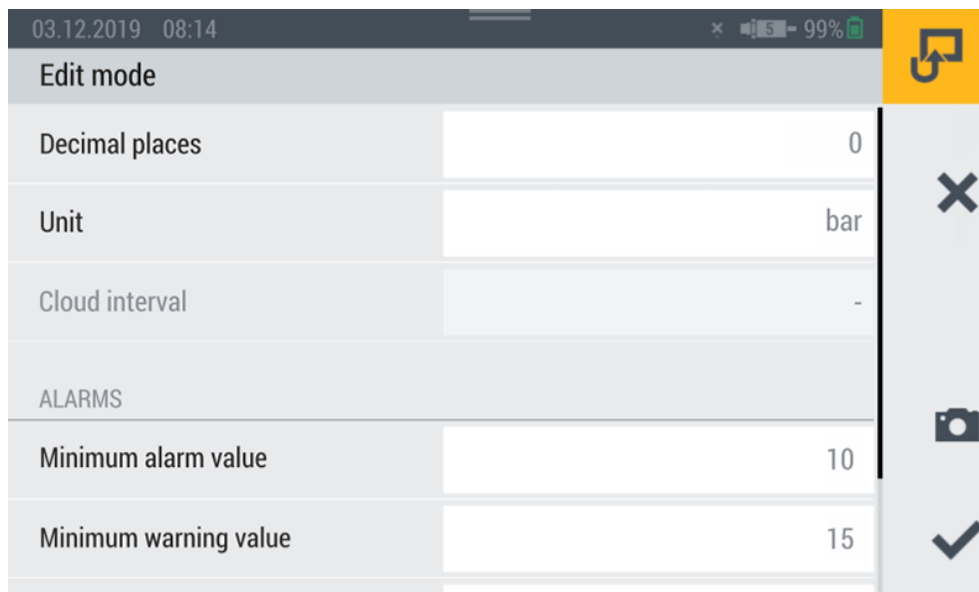 03.12.2019 08:14 5 99%
Edit mode
Decimal places 0
Unit bar
Cloud interval -
ALARMS
Minimum alarm value 10
Minimum warning value 15